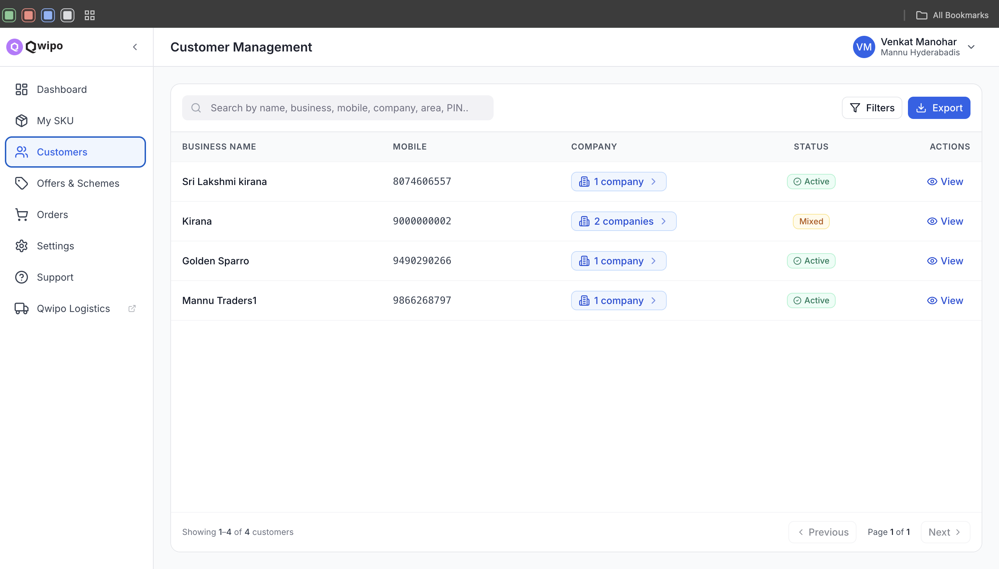 All Bookmarks
Qwipo
Customer Management
VM
Venkat Manohar
Mannu Hyderabadis
Dashboard
My SKU
Customers
Offers & Schemes
Orders
Settings
Support
Qwipo Logistics
Search by name, business, mobile, company, area, PIN..
Filters
Export
BUSINESS NAME MOBILE COMPANY STATUS ACTIONS
Sri Lakshmi kirana 8074606557 1 company Active View
Kirana 9000000002 2 companies Mixed View
Golden Sparro 9490290266 1 company Active View
Mannu Traders1 9866268797 1 company Active View
Showing 1–4 of 4 customers
Previous Page 1 of 1 Next